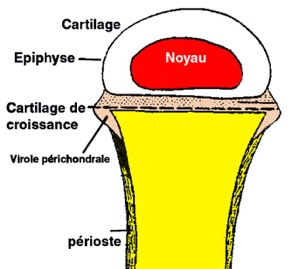 Cartilage
Epiphyse
Noyau
Cartilage de
croissance
Virole périchondrale
périoste